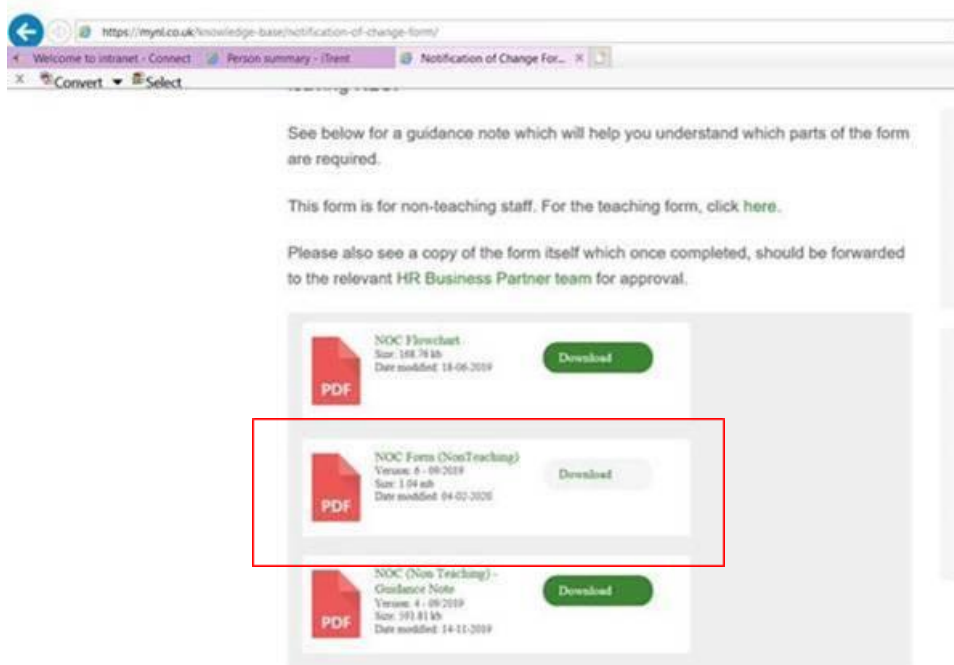 https://mynl.co.uk/knowledge-base/notification-of-change-form/
Welcome to intranet - Connect Person summary - iTrent Notification of Change For...
x Convert Select
See below for a guidance note which will help you understand which parts of the form
are required.
This form is for non-teaching staff. For the teaching form, click here.
Please also see a copy of the form itself which once completed, should be forwarded
to the relevant HR Business Partner team for approval.
NOC Flowchart
Size: 168.76 kb
Date modified: 18-06-2019
Download
PDF
NOC Form (NonTeaching)
Version: 6 - 09/2019
Size: 1.04 mb
Date modified: 04-02-2020
Download
PDF
NOC (Non Teaching) -
Guidance Note
Version: 4 - 09/2019
Size: 593.81 kb
Date modified: 14-11-2019
Download
PDF